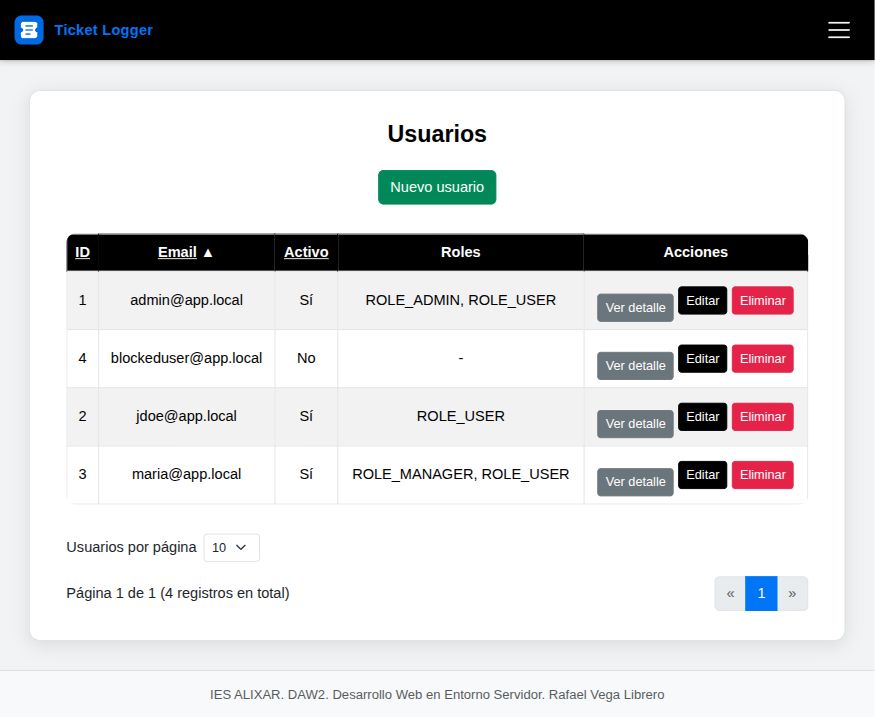 Ticket Logger
Usuarios
Nuevo usuario
ID Email ▲ Activo Roles Acciones
1 admin@app.local Sí ROLE_ADMIN, ROLE_USER Ver detalle Editar Eliminar
4 blockeduser@app.local No - Ver detalle Editar Eliminar
2 jdoe@app.local Sí ROLE_USER Ver detalle Editar Eliminar
3 maria@app.local Sí ROLE_MANAGER, ROLE_USER Ver detalle Editar Eliminar
Usuarios por página 10
Página 1 de 1 (4 registros en total) « 1 »
IES ALIXAR. DAW2. Desarrollo Web en Entorno Servidor. Rafael Vega Librero